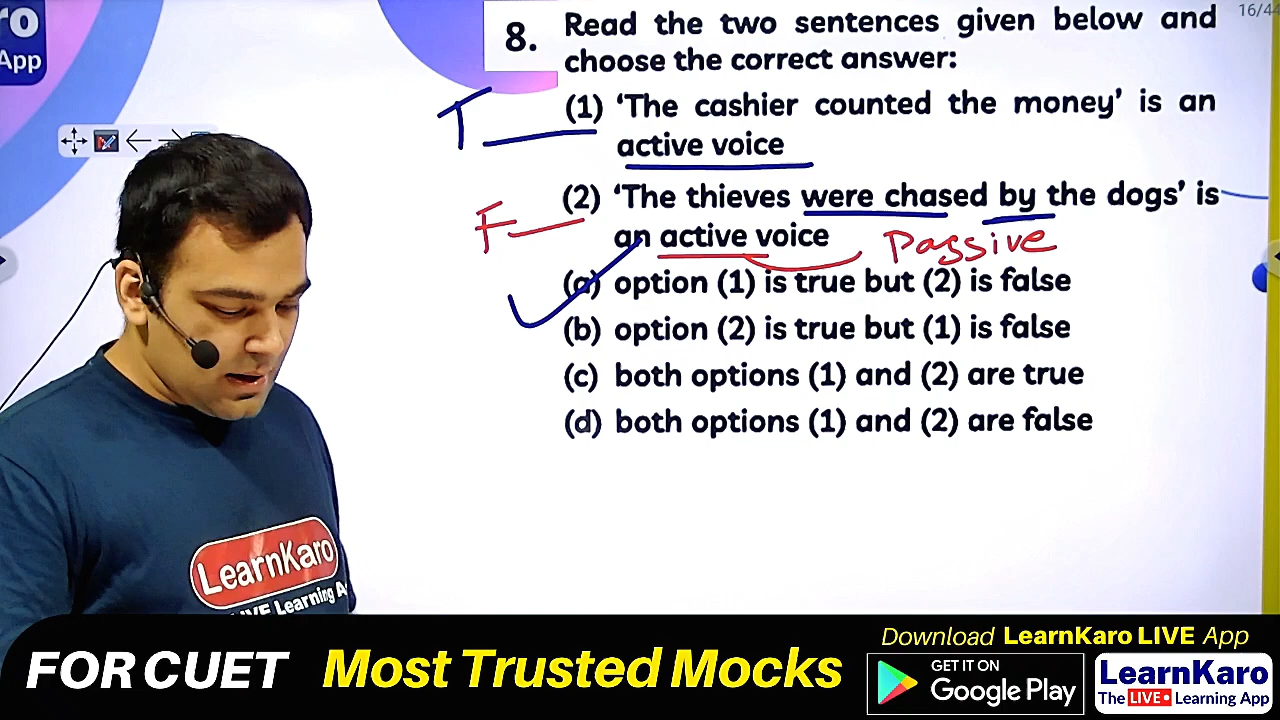 ro
App
16/44
8. Read the two sentences given below and
choose the correct answer:
T (1) 'The cashier counted the money' is an
active voice
F (2) 'The thieves were chased by the dogs' is
an active voice Passive
(a) option (1) is true but (2) is false
(b) option (2) is true but (1) is false
(c) both options (1) and (2) are true
(d) both options (1) and (2) are false
LearnKaro
LIVE Learning A
FOR CUET Most Trusted Mocks
Download LearnKaro LIVE App
GET IT ON
Google Play
LearnKaro
The LIVE Learning App